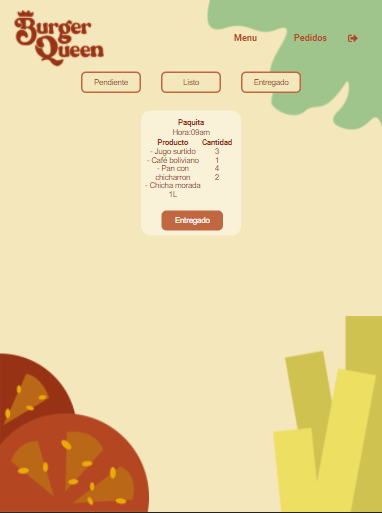 Burger
Queen
Menu Pedidos
Pendiente Listo Entregado
Paquita
Hora:09am
Producto Cantidad
- Jugo surtido 3
- Café boliviano 1
- Pan con 4
chicharron 2
- Chicha morada
1L
Entregado